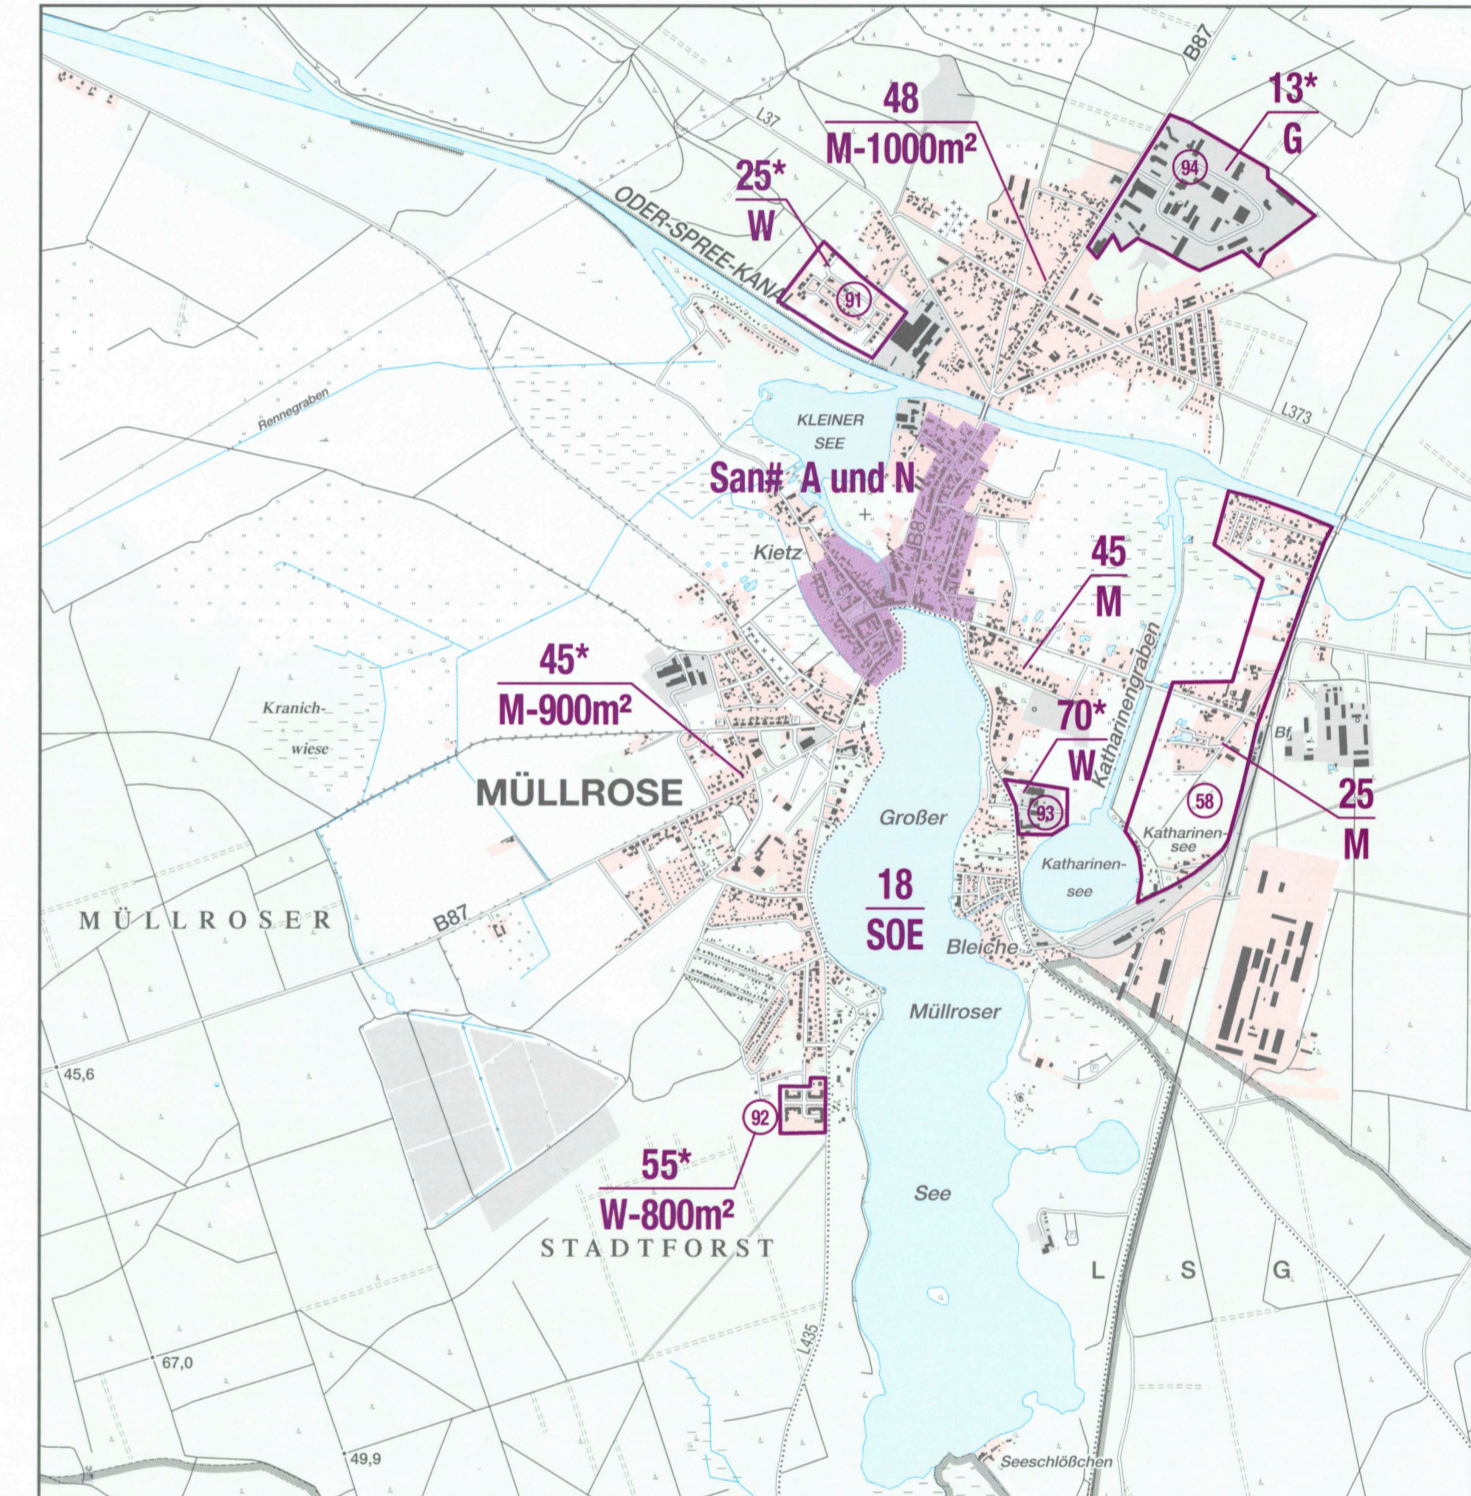 B87
13*
G
94
48
M-1000m²
L37
25*
W
ODER-SPREE-KANAL
91
Rennegraben
KLEINER
SEE
L373
San# A und N
B87
Kietz
45
M
45*
M-900m²
Katharinengraben
Kranich-
wiese
70*
W
Bf.
MÜLLROSE
93
58
25
M
Großer
Katharinen-
see
Katharinen-
see
18
SOE
MÜLLROSER
B87
Bleiche
Müllroser
45,6
92
55*
W-800m²
See
STADTFORST
L S G
L435
67,0
49,9
Seeschlößchen